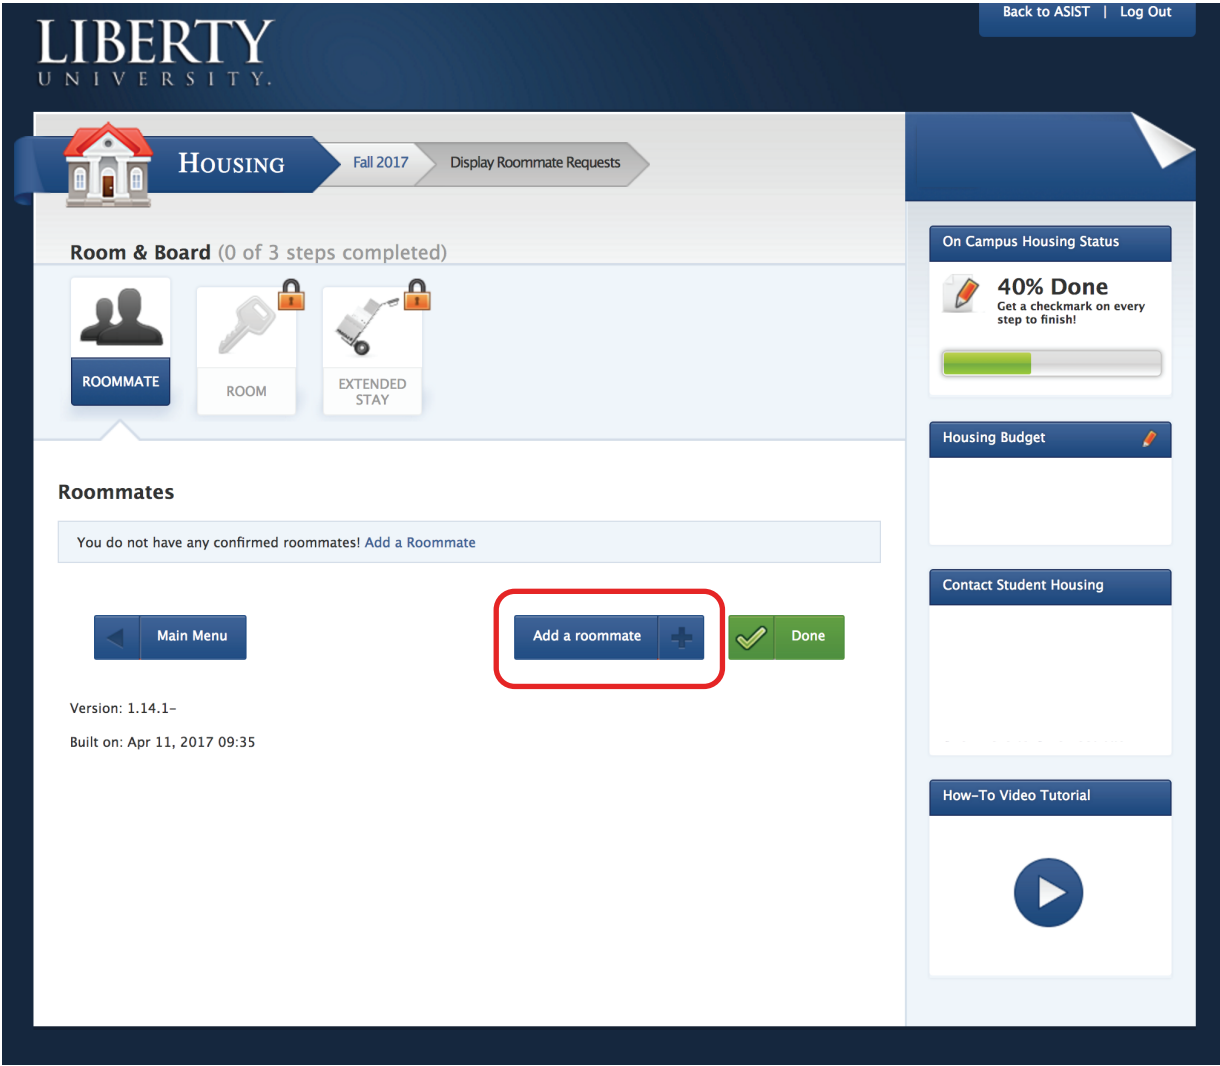 Back to ASIST | Log Out
LIBERTY
UNIVERSITY.
HOUSING
Fall 2017
Display Roommate Requests
Room & Board (0 of 3 steps completed)
ROOMMATE
ROOM
EXTENDED
STAY
Roommates
You do not have any confirmed roommates! Add a Roommate
Main Menu
Add a roommate
Done
Version: 1.14.1–
Built on: Apr 11, 2017 09:35
On Campus Housing Status
40% Done
Get a checkmark on every
step to finish!
Housing Budget
Contact Student Housing
How–To Video Tutorial